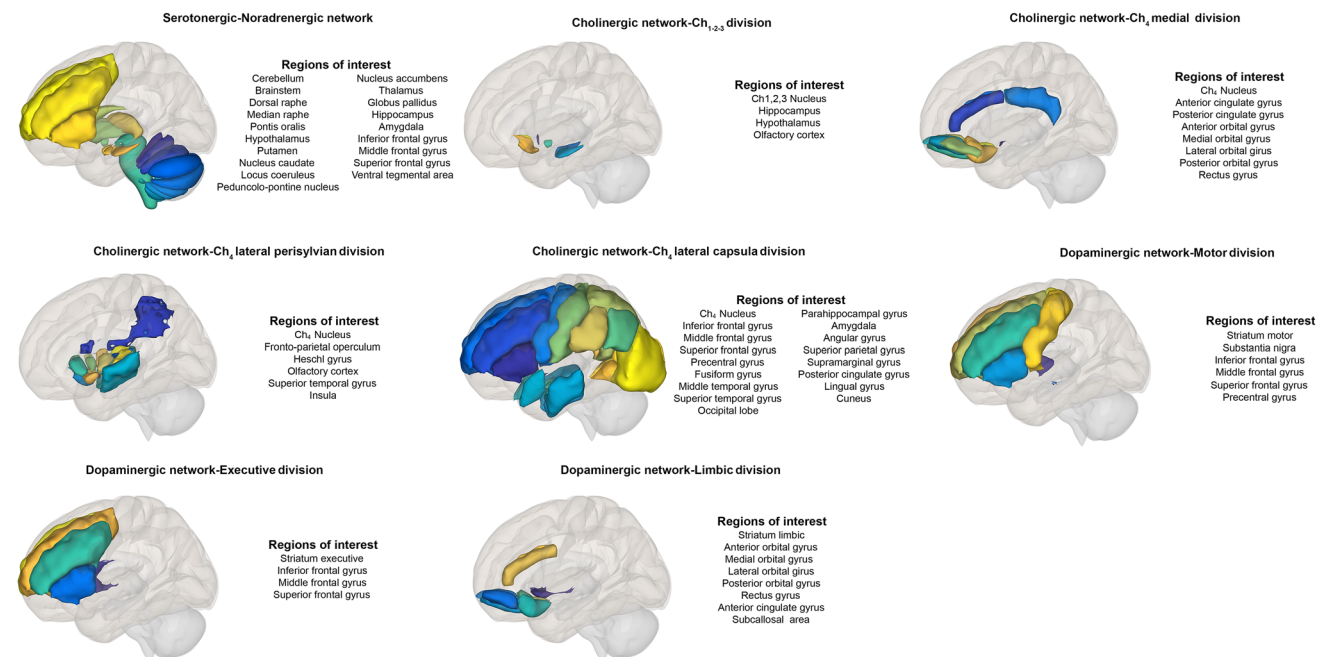 Serotonergic-Noradrenergic network
Regions of interest
Cerebellum
Brainstem
Dorsal raphe
Median raphe
Pontis oralis
Hypothalamus
Putamen
Nucleus caudate
Locus coeruleus
Peduncolo-pontine nucleus
Nucleus accumbens
Thalamus
Globus pallidus
Hippocampus
Amygdala
Inferior frontal gyrus
Middle frontal gyrus
Superior frontal gyrus
Ventral tegmental area
Cholinergic network-Ch1-2-3 division
Regions of interest
Ch1,2,3 Nucleus
Hippocampus
Hypothalamus
Olfactory cortex
Cholinergic network-Ch4 medial division
Regions of interest
Ch4 Nucleus
Anterior cingulate gyrus
Posterior cingulate gyrus
Anterior orbital gyrus
Medial orbital gyrus
Lateral orbital girus
Posterior orbital gyrus
Rectus gyrus
Cholinergic network-Ch4 lateral perisylvian division
Regions of interest
Ch4 Nucleus
Fronto-parietal operculum
Heschl gyrus
Olfactory cortex
Superior temporal gyrus
Insula
Cholinergic network-Ch4 lateral capsula division
Regions of interest
Ch4 Nucleus
Inferior frontal gyrus
Middle frontal gyrus
Superior frontal gyrus
Precentral gyrus
Fusiform gyrus
Middle temporal gyrus
Superior temporal gyrus
Occipital lobe
Parahippocampal gyrus
Amygdala
Angular gyrus
Superior parietal gyrus
Supramarginal gyrus
Posterior cingulate gyrus
Lingual gyrus
Cuneus
Dopaminergic network-Motor division
Regions of interest
Striatum motor
Substantia nigra
Inferior frontal gyrus
Middle frontal gyrus
Superior frontal gyrus
Precentral gyrus
Dopaminergic network-Executive division
Regions of interest
Striatum executive
Inferior frontal gyrus
Middle frontal gyrus
Superior frontal gyrus
Dopaminergic network-Limbic division
Regions of interest
Striatum limbic
Anterior orbital gyrus
Medial orbital gyrus
Lateral orbital girus
Posterior orbital gyrus
Rectus gyrus
Anterior cingulate gyrus
Subcallosal area